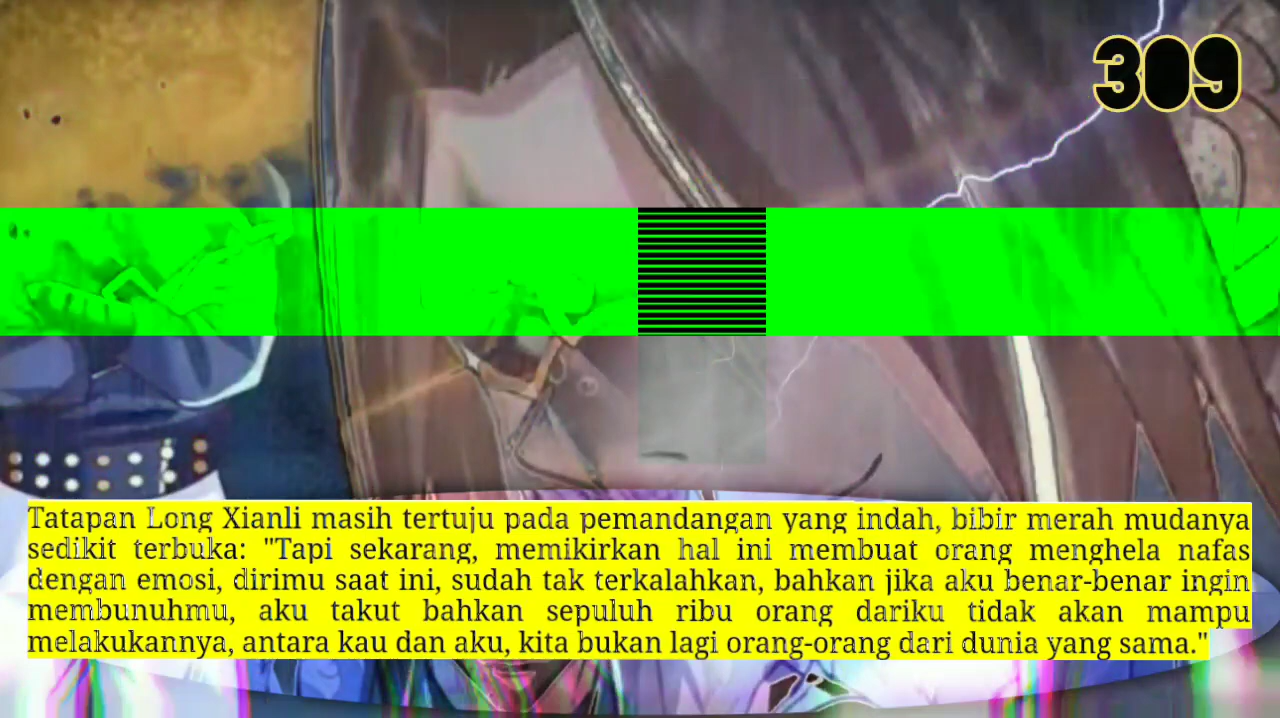 309
Tatapan Long Xianli masih tertuju pada pemandangan yang indah, bibir merah mudanya
sedikit terbuka: "Tapi sekarang, memikirkan hal ini membuat orang menghela nafas
dengan emosi, dirimu saat ini, sudah tak terkalahkan, bahkan jika aku benar-benar ingin
membunuhmu, aku takut bahkan sepuluh ribu orang dariku tidak akan mampu
melakukannya, antara kau dan aku, kita bukan lagi orang-orang dari dunia yang sama."